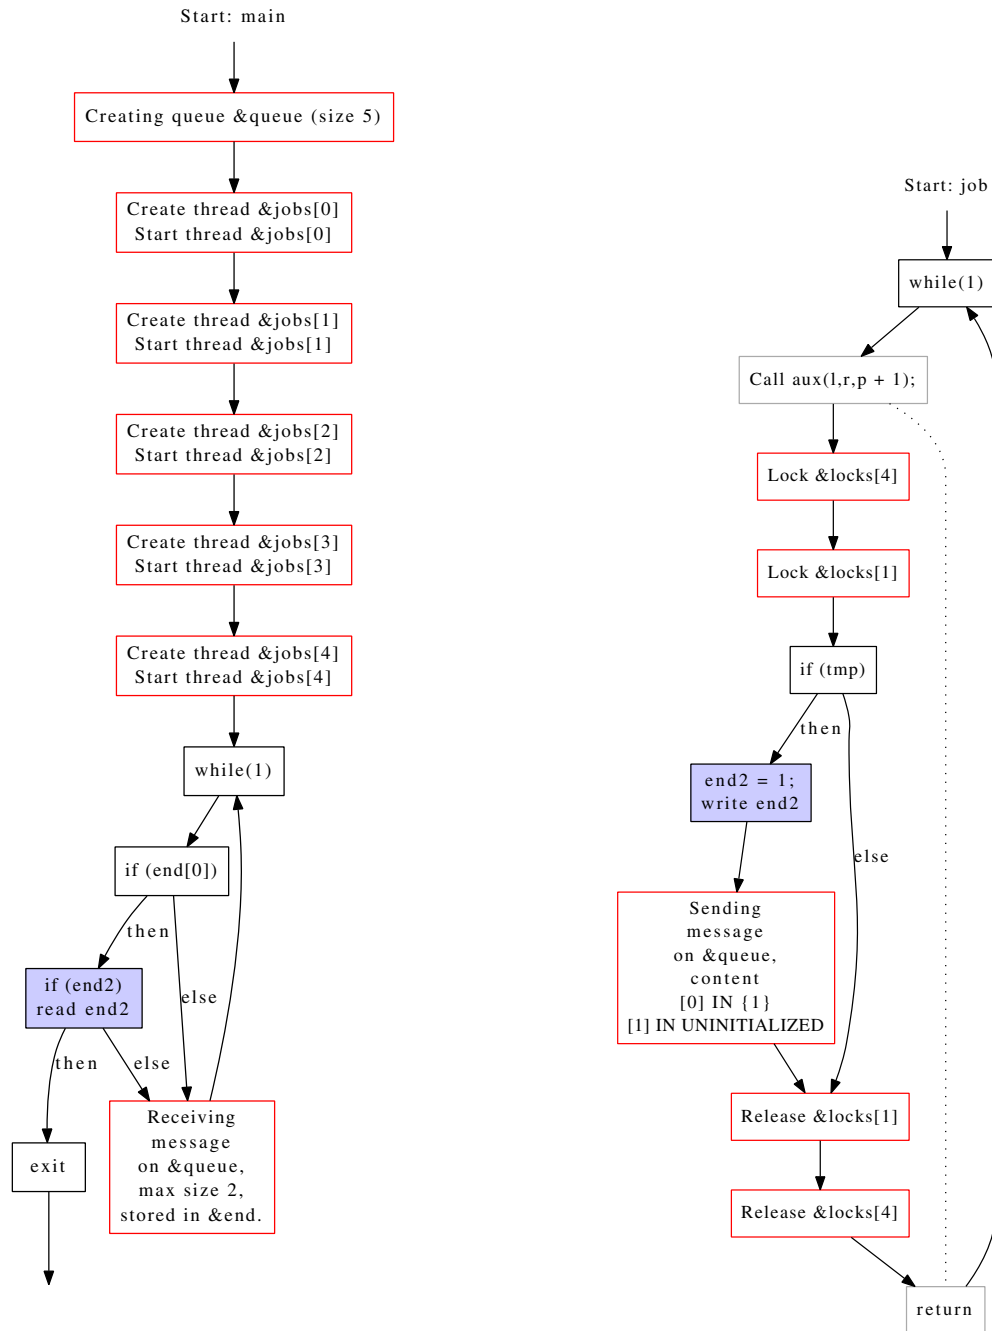 Start: main
Creating queue &queue (size 5)
Create thread &jobs[0]
Start thread &jobs[0]
Create thread &jobs[1]
Start thread &jobs[1]
Create thread &jobs[2]
Start thread &jobs[2]
Create thread &jobs[3]
Start thread &jobs[3]
Create thread &jobs[4]
Start thread &jobs[4]
while(1)
if (end[0])
then
else
if (end2)
read end2
then
else
exit
Receiving
message
on &queue,
max size 2,
stored in &end.
Start: job
while(1)
Call aux(l,r,p + 1);
Lock &locks[4]
Lock &locks[1]
if (tmp)
then
else
end2 = 1;
write end2
Sending
message
on &queue,
content
[0] IN {1}
[1] IN UNINITIALIZED
Release &locks[1]
Release &locks[4]
return